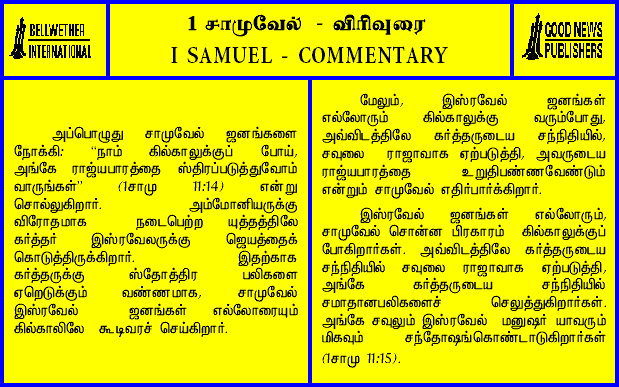 BELLWETHER
INTERNATIONAL
1 சாமுவேல் - விரிவுரை
I SAMUEL - COMMENTARY
GOOD NEWS
PUBLISHERS
அப்பொழுது சாமுவேல் ஜனங்களை
நோக்கி: “நாம் கில்காலுக்குப் போய்,
அங்கே ராஜ்யபாரத்தை ஸ்திரப்படுத்துவோம்
வாருங்கள்” (1சாமு 11:14) என்று
சொல்லுகிறார். அம்மோனியருக்கு
விரோதமாக நடைபெற்ற யுத்தத்திலே
கர்த்தர் இஸ்ரவேலருக்கு ஜெயத்தைக்
கொடுத்திருக்கிறார். இதற்காக
கர்த்தருக்கு ஸ்தோத்திர பலிகளை
ஏறெடுக்கும் வண்ணமாக, சாமுவேல்
இஸ்ரவேல் ஜனங்கள் எல்லோரையும்
கில்காலிலே கூடிவரச் செய்கிறார்.
மேலும், இஸ்ரவேல் ஜனங்கள்
எல்லோரும் கில்காலுக்கு வரும்போது,
அவ்விடத்திலே கர்த்தருடைய சந்நிதியில்,
சவுலை ராஜாவாக ஏற்படுத்தி, அவருடைய
ராஜ்யபாரத்தை உறுதிபண்ணவேண்டும்
என்றும் சாமுவேல் எதிர்பார்க்கிறார்.
இஸ்ரவேல் ஜனங்கள் எல்லோரும்,
சாமுவேல் சொன்ன பிரகாரம் கில்காலுக்குப்
போகிறார்கள். அவ்விடத்திலே கர்த்தருடைய
சந்நிதியில் சவுலை ராஜாவாக ஏற்படுத்தி,
அங்கே கர்த்தருடைய சந்நிதியில்
சமாதானபலிகளைச் செலுத்துகிறார்கள்.
அங்கே சவுலும் இஸ்ரவேல் மனுஷர் யாவரும்
மிகவும் சந்தோஷங்கொண்டாடுகிறார்கள்
(1சாமு 11:15).